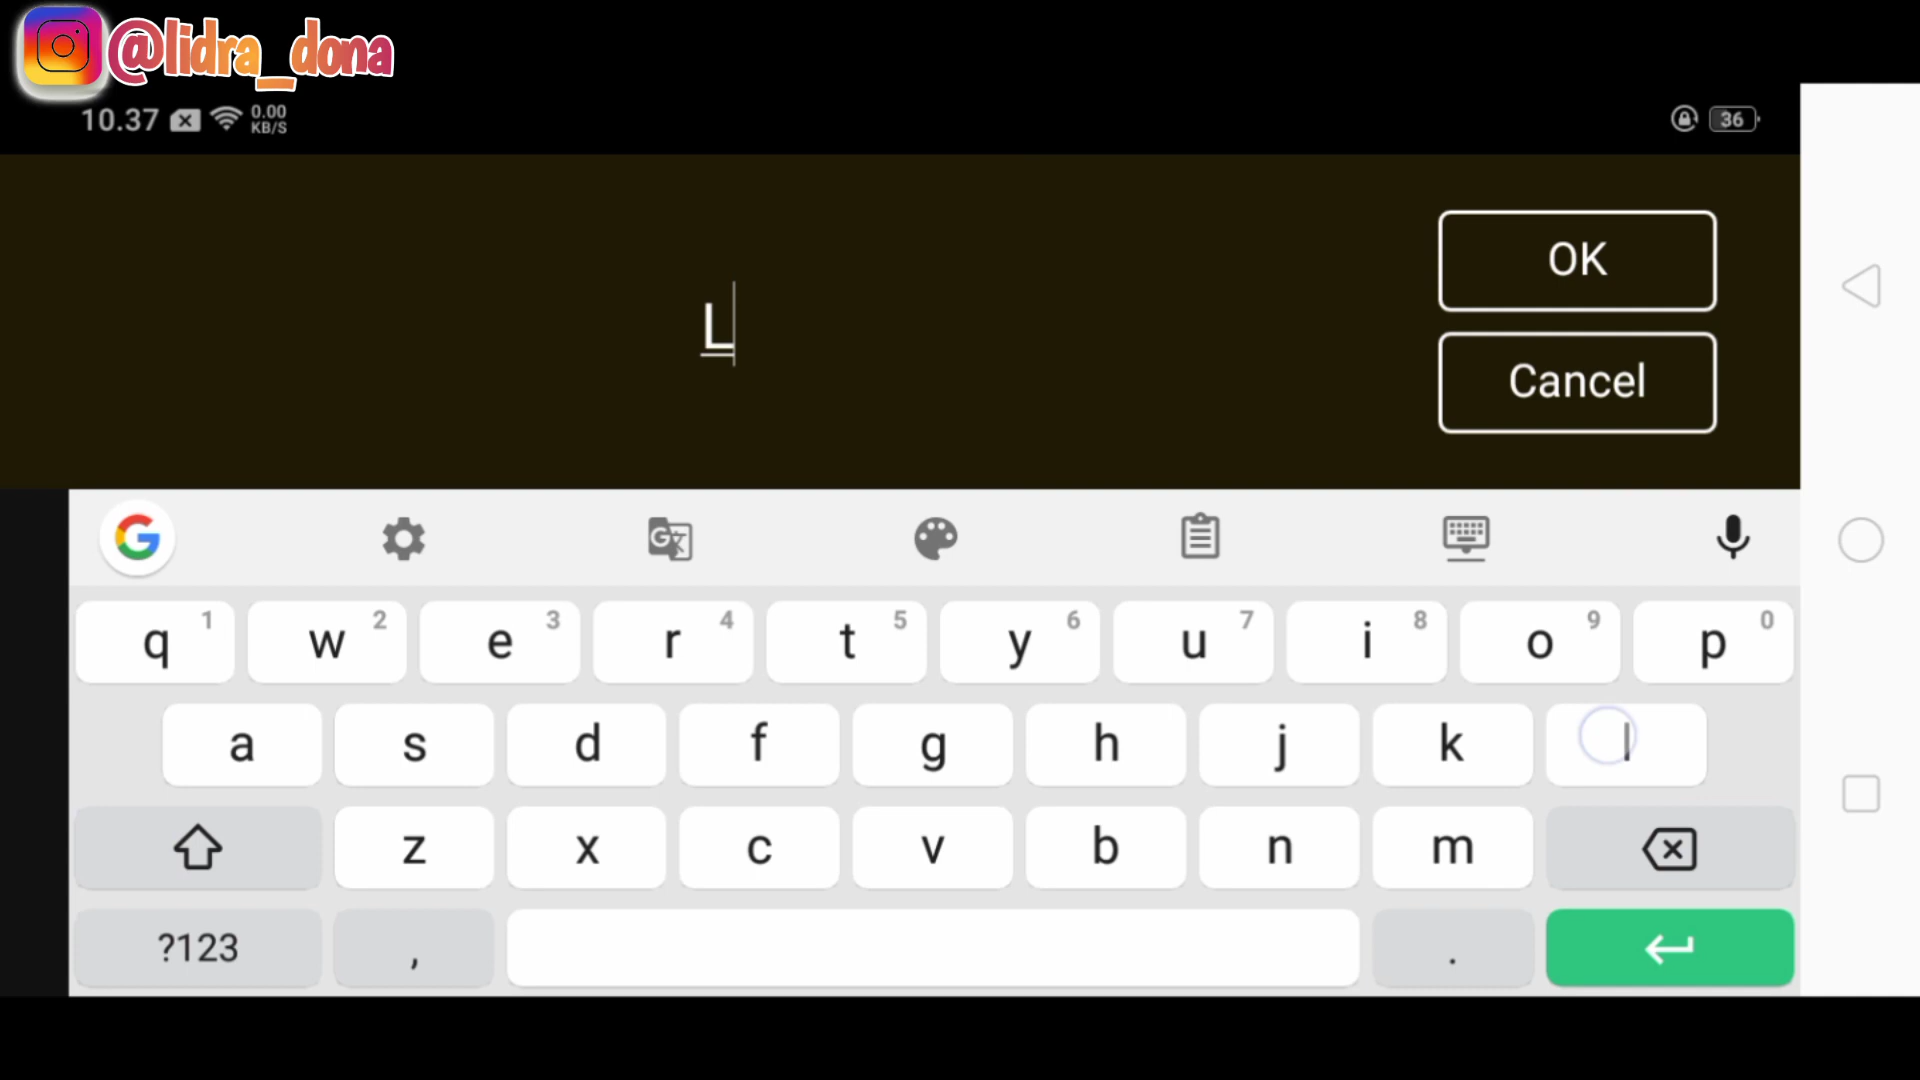 @lidra_dona
10.37 0.00 KB/S 36
OK
L
Cancel
q 1 w 2 e 3 r 4 t 5 y 6 u 7 i 8 o 9 p 0
a s d f g h j k l
z x c v b n m
?123 , .